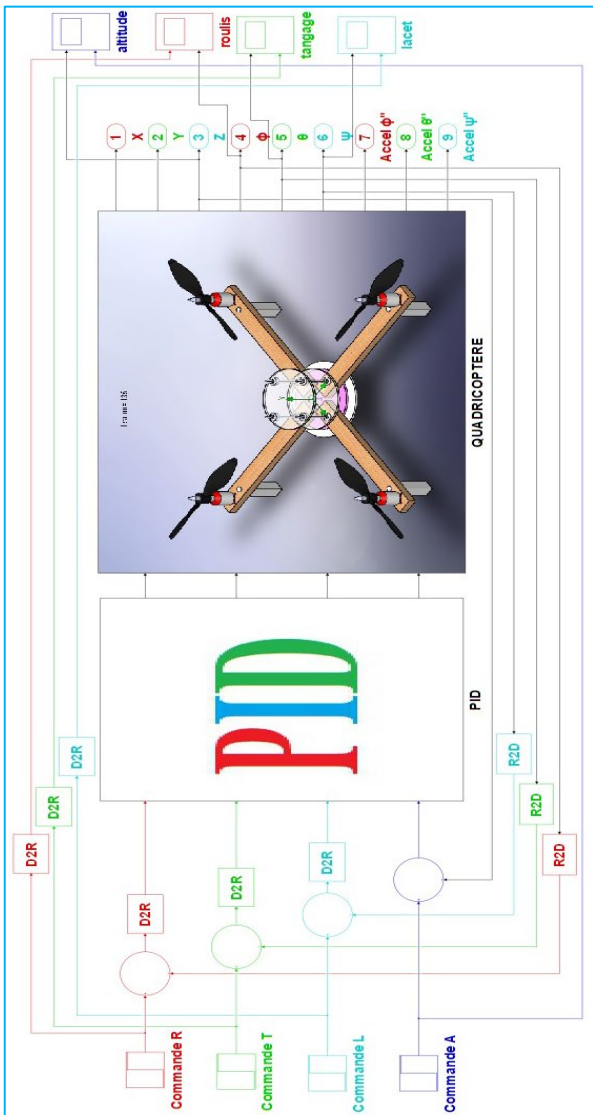 altitude
roulis
tangage
lacet
1 X
2 Y
3 Z
4 Φ
5 θ
6 Ψ
7 Accel Φ"
8 Accel θ"
9 Accel Ψ"
QUADRICOPTERE
PID
PID
D2R
D2R
D2R
D2R
D2R
D2R
R2D
R2D
R2D
Commande R
Commande T
Commande L
Commande A